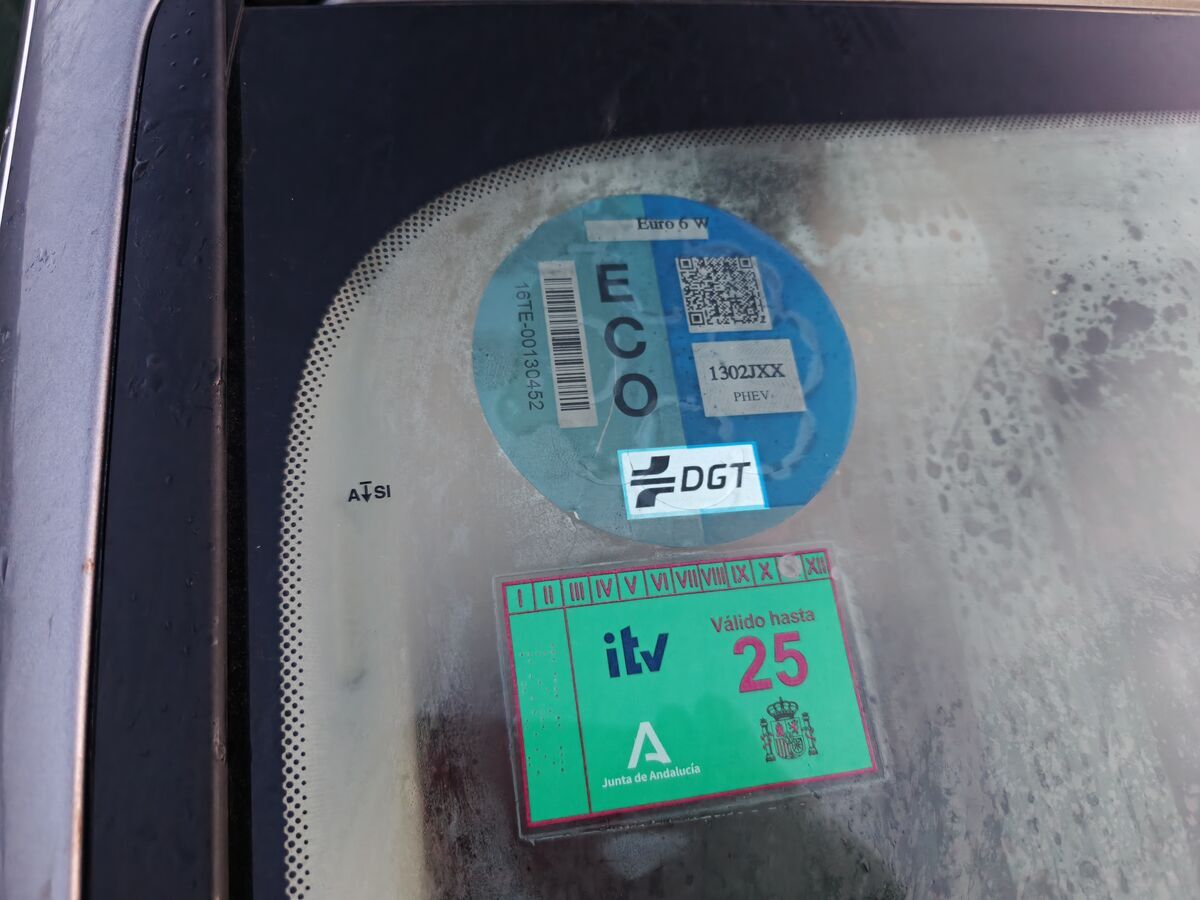 Euro 6 W
16TE-00130452
ECO
1302JXX
PHEV
DGT
A SI
I II III IV V VI VII VIII IX X XII
itv
Válido hasta
25
Junta de Andalucía